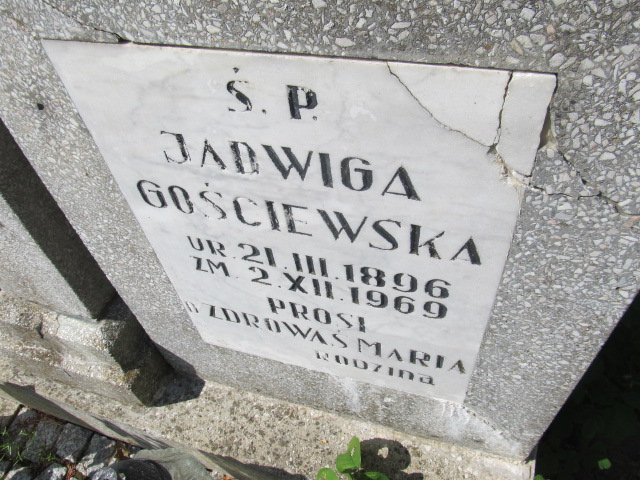 Ś. P.
JADWIGA
GOŚCIEWSKA
UR. 21. III. 1896
ZM. 2. XII. 1969
PROSI
O ZDROWAŚ MARIA
RODZINA